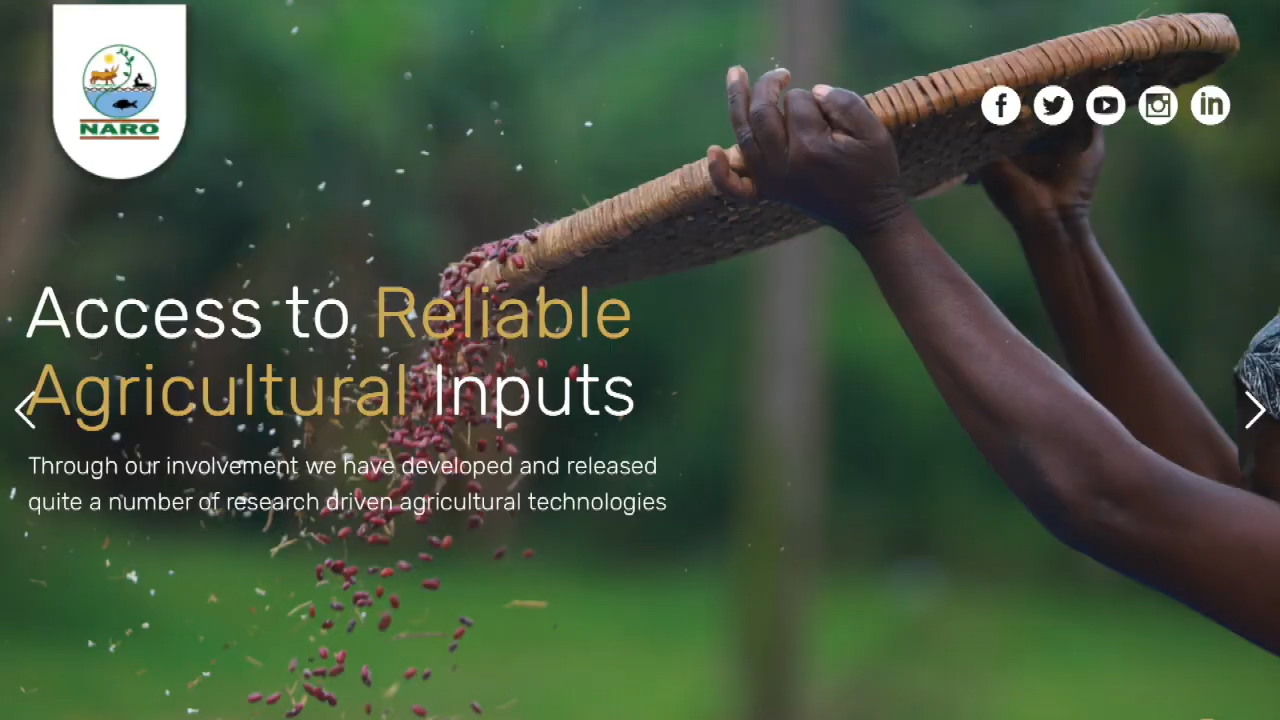 NARO
Access to Reliable
Agricultural Inputs
Through our involvement we have developed and released
quite a number of research driven agricultural technologies